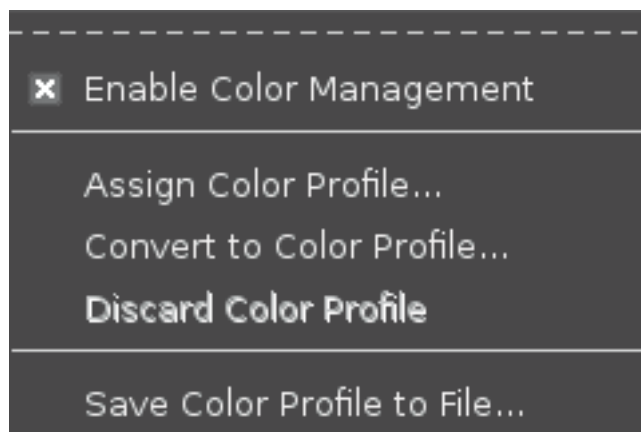 Enable Color Management
Assign Color Profile...
Convert to Color Profile...
Discard Color Profile
Save Color Profile to File...